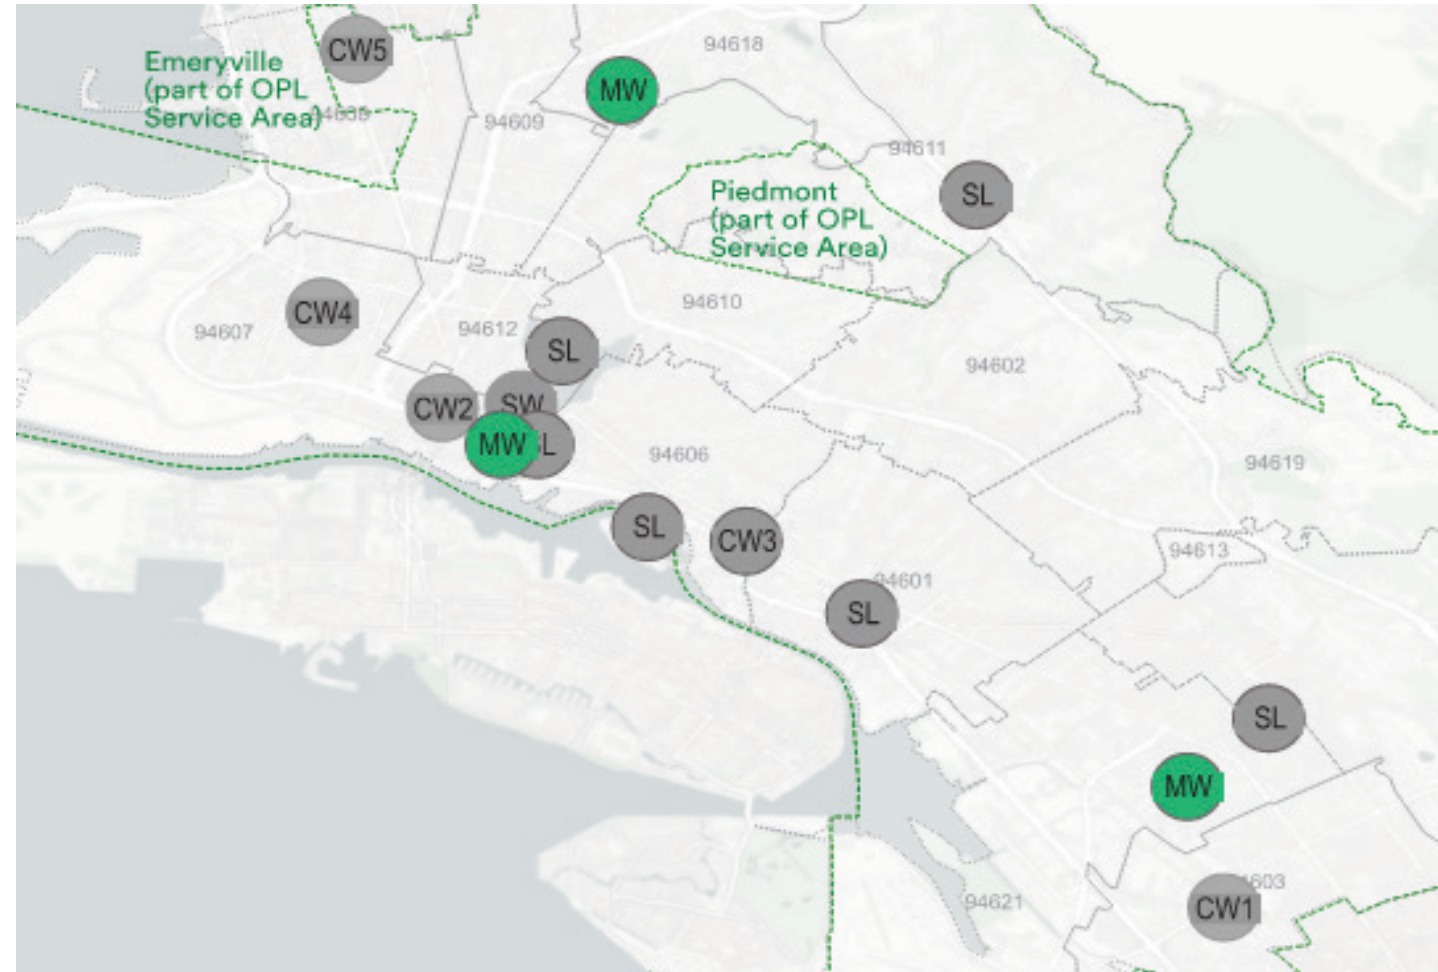 CW5
94618
Emeryville
(part of OPL
Service Area)
MW
94609
94611
Piedmont
(part of OPL
Service Area)
SL
94610
CW4
94607
94612
SL
94602
CW2
SW
MW
SL
94606
94619
SL
CW3
94613
94601
SL
SL
MW
CW1
94621